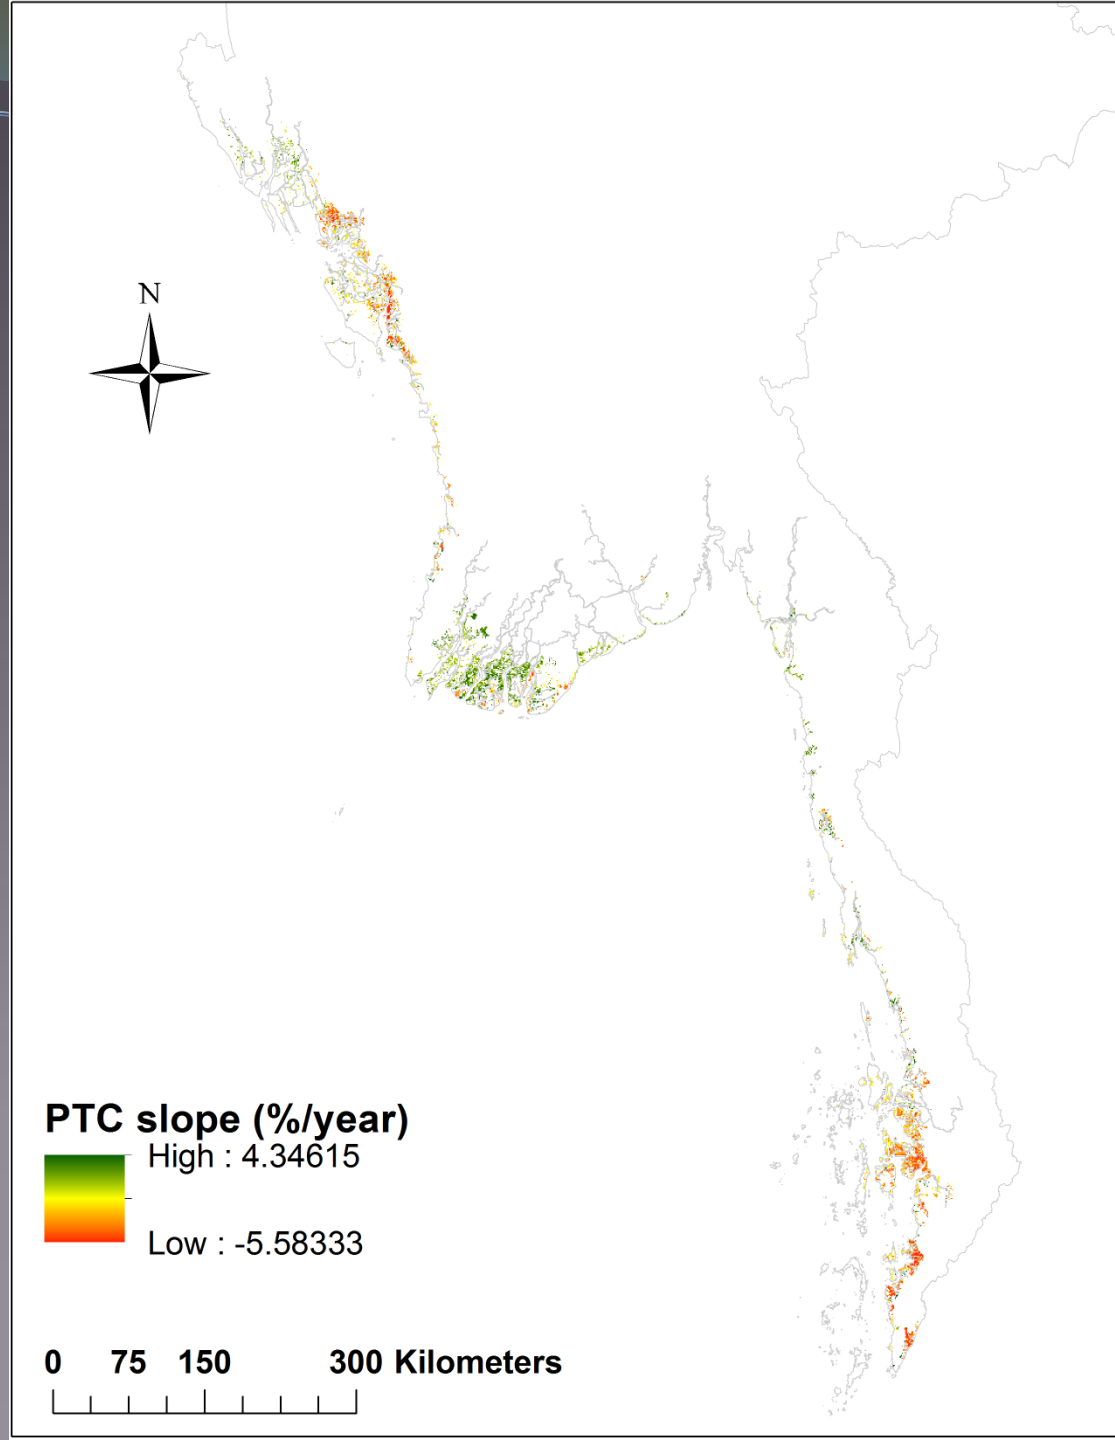 N
PTC slope (%/year)
High : 4.34615
Low : -5.58333
0 75 150 300 Kilometers